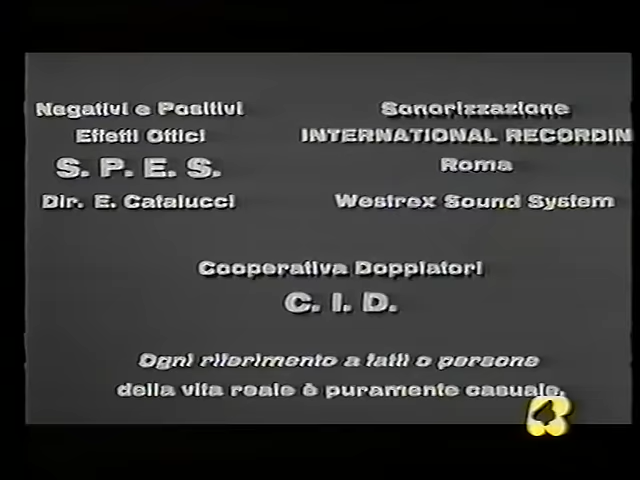 Negativi e Positivi
Effetti Ottici
S. P. E. S.
Dir. E. Catalucci
Sonorizzazione
INTERNATIONAL RECORDIN
Roma
Westrex Sound System
Cooperativa Doppiatori
C. I. D.
Ogni riferimento a fatti o persone
della vita reale è puramente casuale.